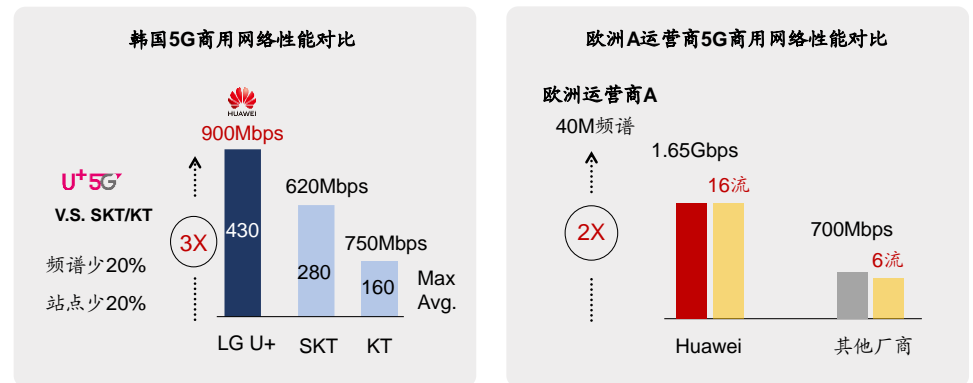 韩国5G商用网络性能对比
HUAWEI
900Mbps
620Mbps
750Mbps
U+5G
V.S. SKT/KT
频谱少20%
站点少20%
3X
430
280
160
Max
Avg.
LG U+
SKT
KT
欧洲A运营商5G商用网络性能对比
欧洲运营商A
40M频谱
2X
1.65Gbps
16流
700Mbps
6流
Huawei
其他厂商